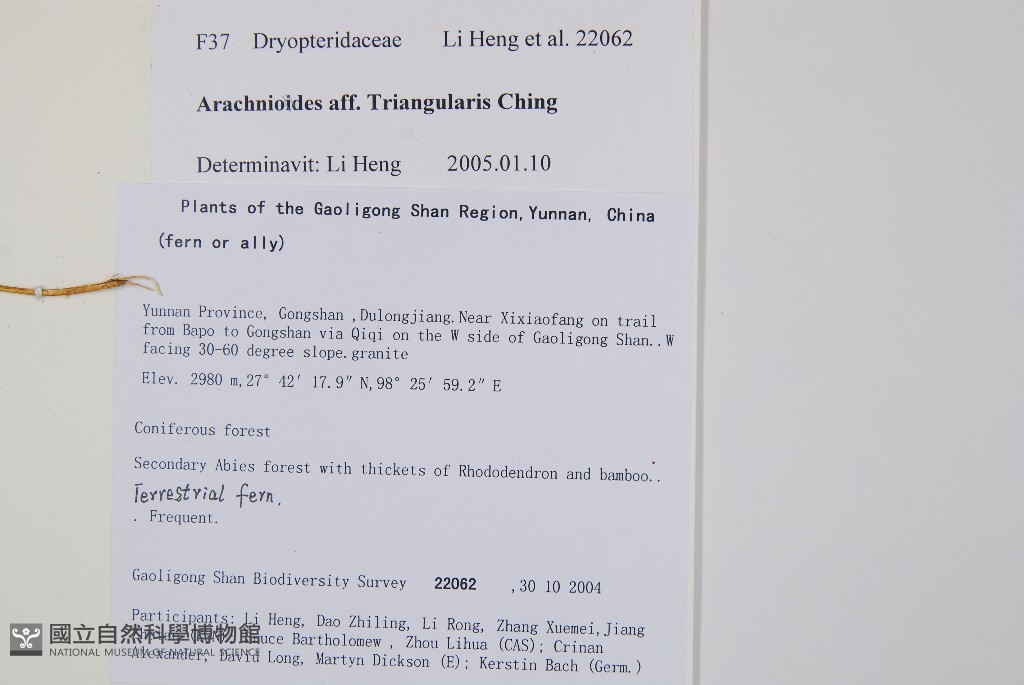 F37 Dryopteridaceae Li Heng et al. 22062
Arachnioides aff. Triangularis Ching
Determinavit: Li Heng 2005.01.10
Plants of the Gaoligong Shan Region, Yunnan, China
(fern or ally)
Yunnan Province, Gongshan ,Dulongjiang.Near Xixiaofang on trail
from Bapo to Gongshan via Qiqi on the W side of Gaoligong Shan..W
facing 30-60 degree slope.granite
Elev. 2980 m,27° 42′ 17.9″ N,98° 25′ 59.2″ E
Coniferous forest
Secondary Abies forest with thickets of Rhododendron and bamboo..
Terrestrial fern.
. Frequent.
Gaoligong Shan Biodiversity Survey 22062 ,30 10 2004
Participants: Li Heng, Dao Zhiling, Li Rong, Zhang Xuemei,Jiang
Bartholomew , Zhou Lihua (CAS); Crinan
Alexander, David Long, Martyn Dickson (E); Kerstin Bach (Germ.)
國立自然科學博物館
NATIONAL MUSEUM OF NATURAL SCIENCE